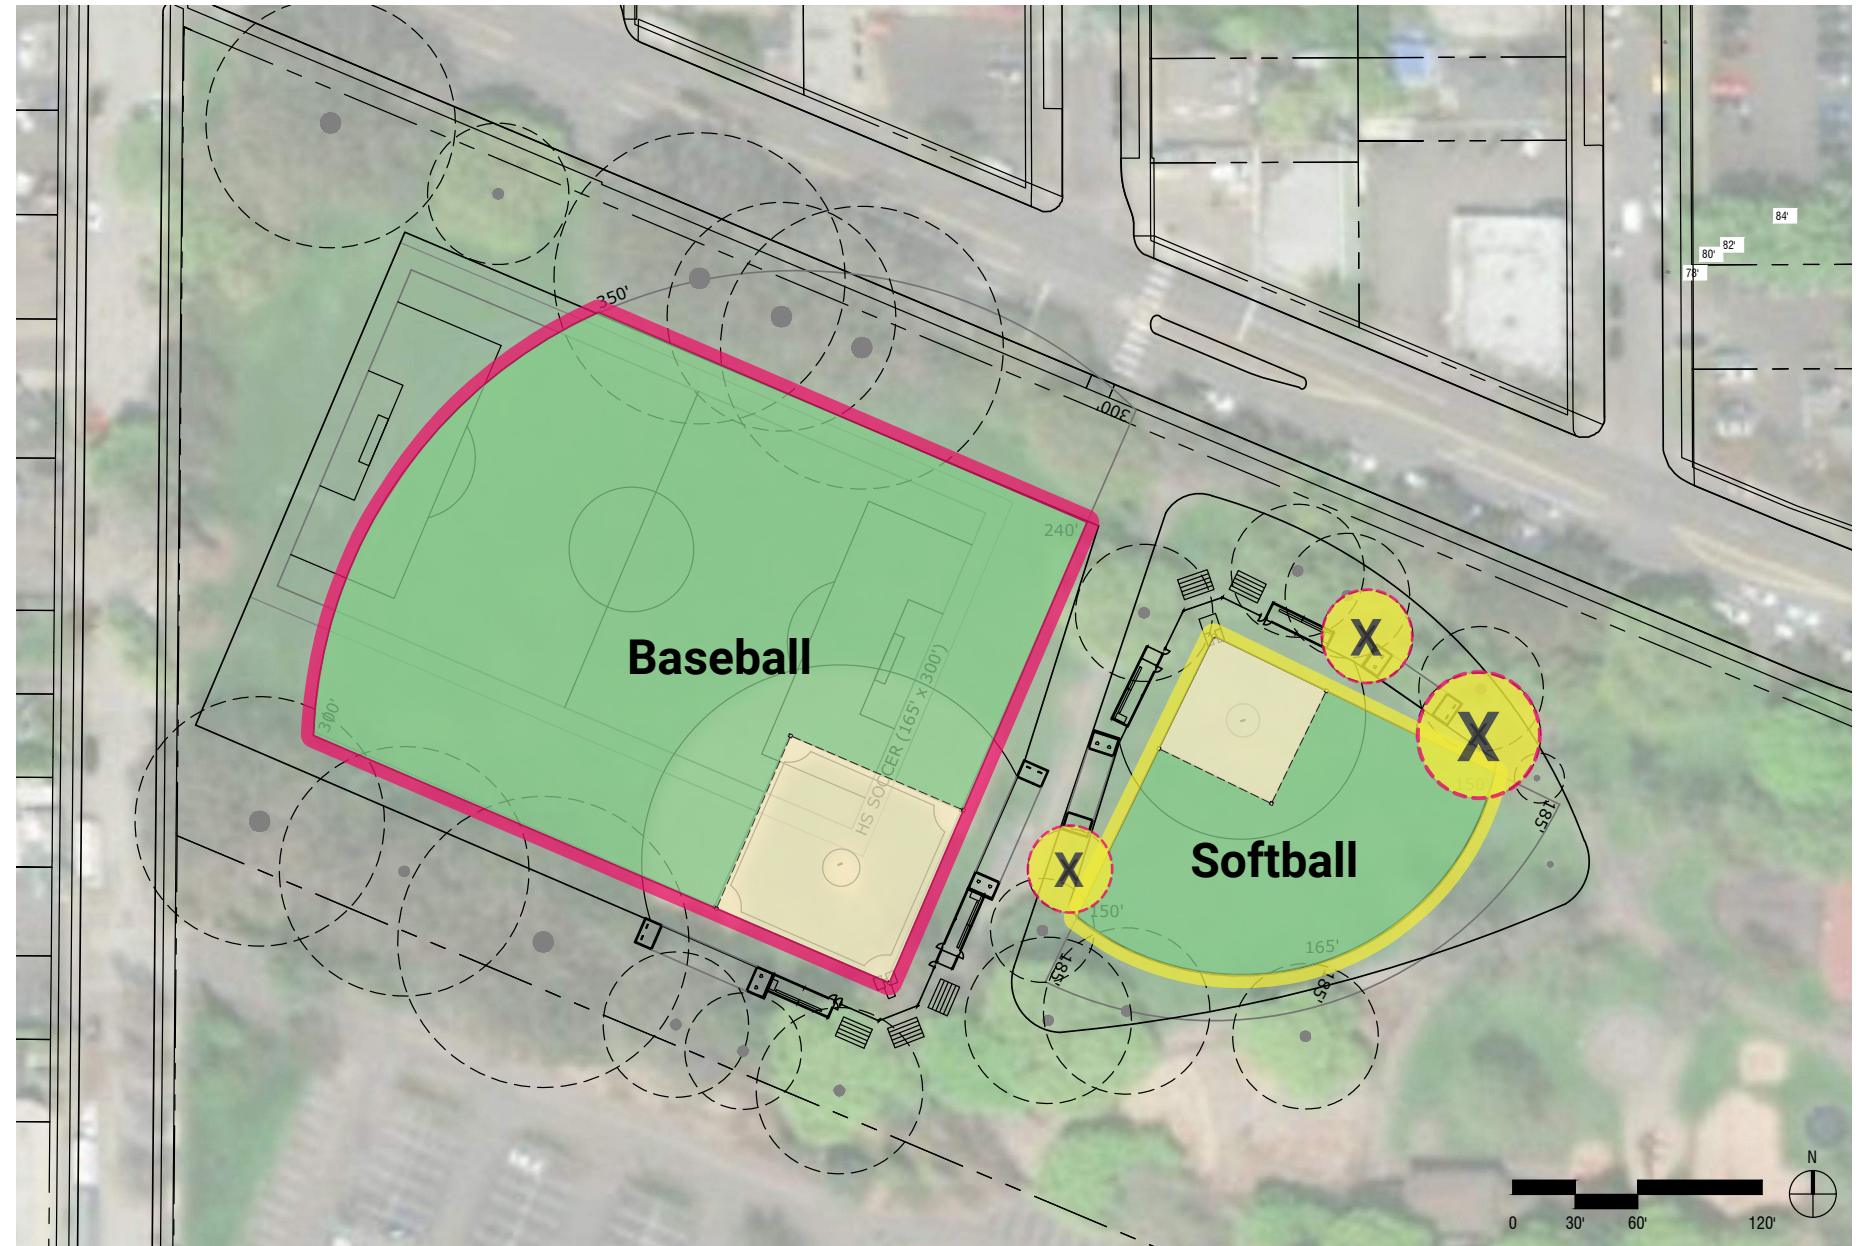 84'
82'
80'
78'
350'
300'
240'
X
Baseball
HS SOCCER (165' x 300')
300'
X
150'
185'
X
Softball
150'
165'
185'
185'
N
0 30' 60' 120'